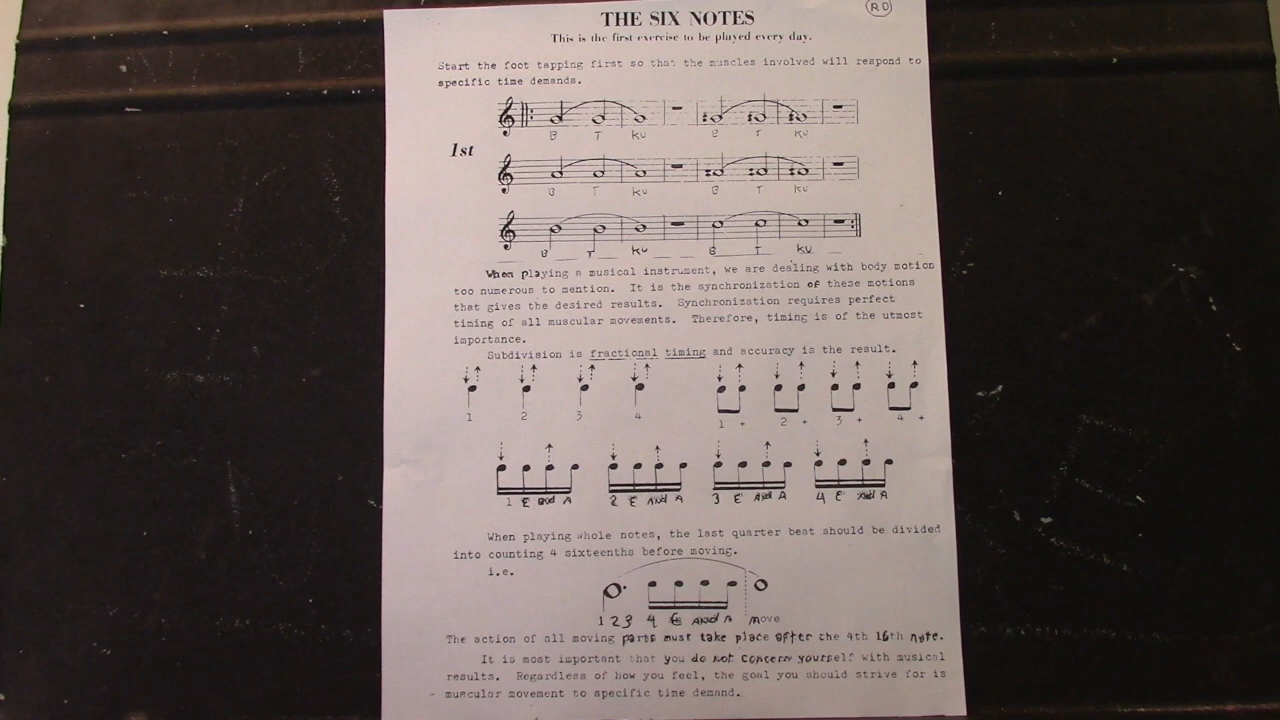 RD
THE SIX NOTES
This is the first exercise to be played every day.
Start the foot tapping first so that the muscles involved will respond to
specific time demands.
B T KU B T KU
1st
B T KU B T KU
B T KU B T KU
When playing a musical instrument, we are dealing with body motion
too numerous to mention. It is the synchronization of these motions
that gives the desired results. Synchronization requires perfect
timing of all muscular movements. Therefore, timing is of the utmost
importance.
Subdivision is fractional timing and accuracy is the result.
1 2 3 4 1 + 2 + 3 + 4 +
1 E and A 2 E AND A 3 E AND A 4 E AND A
When playing whole notes, the last quarter beat should be divided
into counting 4 sixteenths before moving.
i.e.
1 2 3 4 E AND A move
The action of all moving parts must take place after the 4th 16th note.
It is most important that you do not concern yourself with musical
results. Regardless of how you feel, the goal you should strive for is
muscular movement to specific time demand.